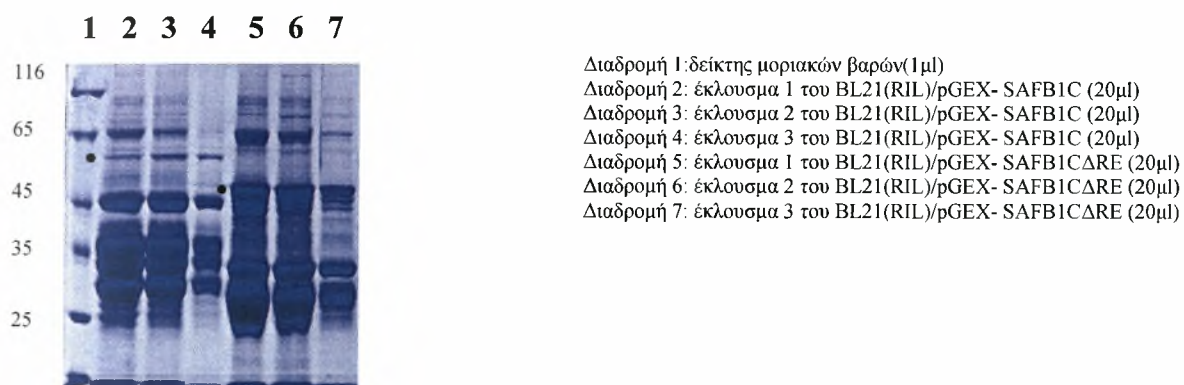 1 2 3 4 5 6 7
116
65
45
35
25
Διαδρομή 1:δείκτης μοριακών βαρών(1μl)
Διαδρομή 2: έκλουσμα 1 του BL21(RIL)/pGEX- SAFB1C (20μl)
Διαδρομή 3: έκλουσμα 2 του BL21(RIL)/pGEX- SAFB1C (20μl)
Διαδρομή 4: έκλουσμα 3 του BL21(RIL)/pGEX- SAFB1C (20μl)
Διαδρομή 5: έκλουσμα 1 του BL21(RIL)/pGEX- SAFB1CΔRE (20μl)
Διαδρομή 6: έκλουσμα 2 του BL21(RIL)/pGEX- SAFB1CΔRE (20μl)
Διαδρομή 7: έκλουσμα 3 του BL21(RIL)/pGEX- SAFB1CΔRE (20μl)